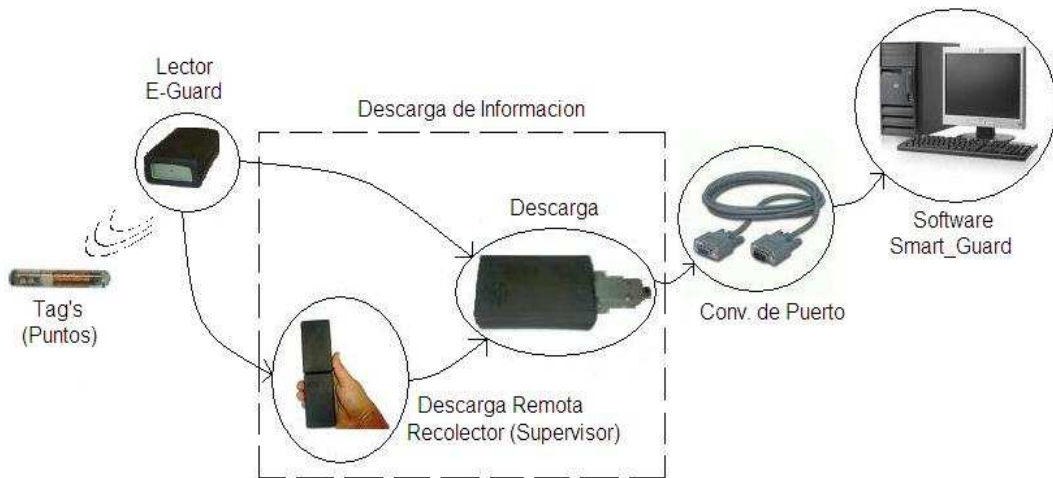 Lector
E-Guard
Descarga de Informacion
Descarga
Tag's
(Puntos)
Descarga Remota
Recolector (Supervisor)
Conv. de Puerto
Software
Smart_Guard